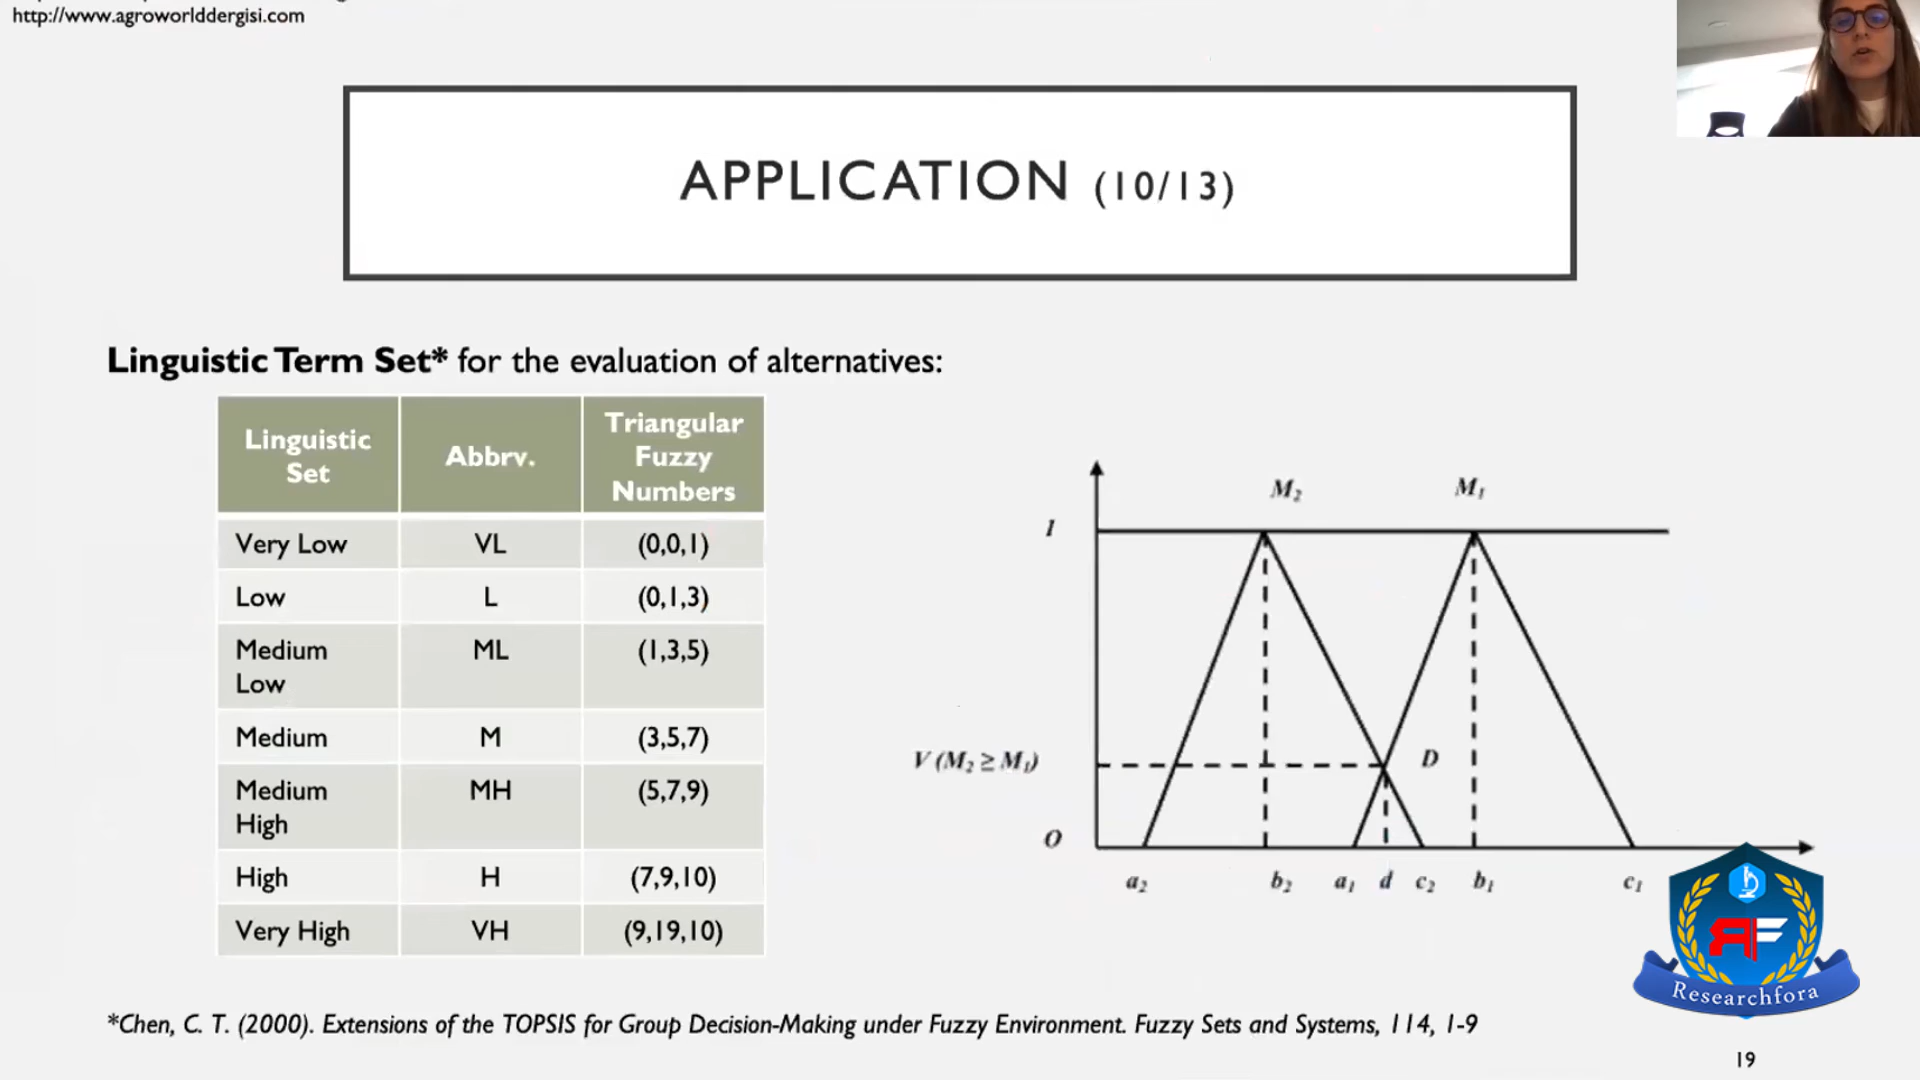 http://www.agroworlddergisi.com
APPLICATION (10/13)
Linguistic Term Set* for the evaluation of alternatives:
Linguistic Set Abbrv. Triangular Fuzzy Numbers
Very Low VL (0,0,1)
Low L (0,1,3)
Medium Low ML (1,3,5)
Medium M (3,5,7)
Medium High MH (5,7,9)
High H (7,9,10)
Very High VH (9,19,10)
M₂ M₁
1
V (M₂ ≥ M₁) D
O
a₂ b₂ a₁ d c₂ b₁ c₁
RF
Researchfora
*Chen, C. T. (2000). Extensions of the TOPSIS for Group Decision-Making under Fuzzy Environment. Fuzzy Sets and Systems, 114, 1-9
19